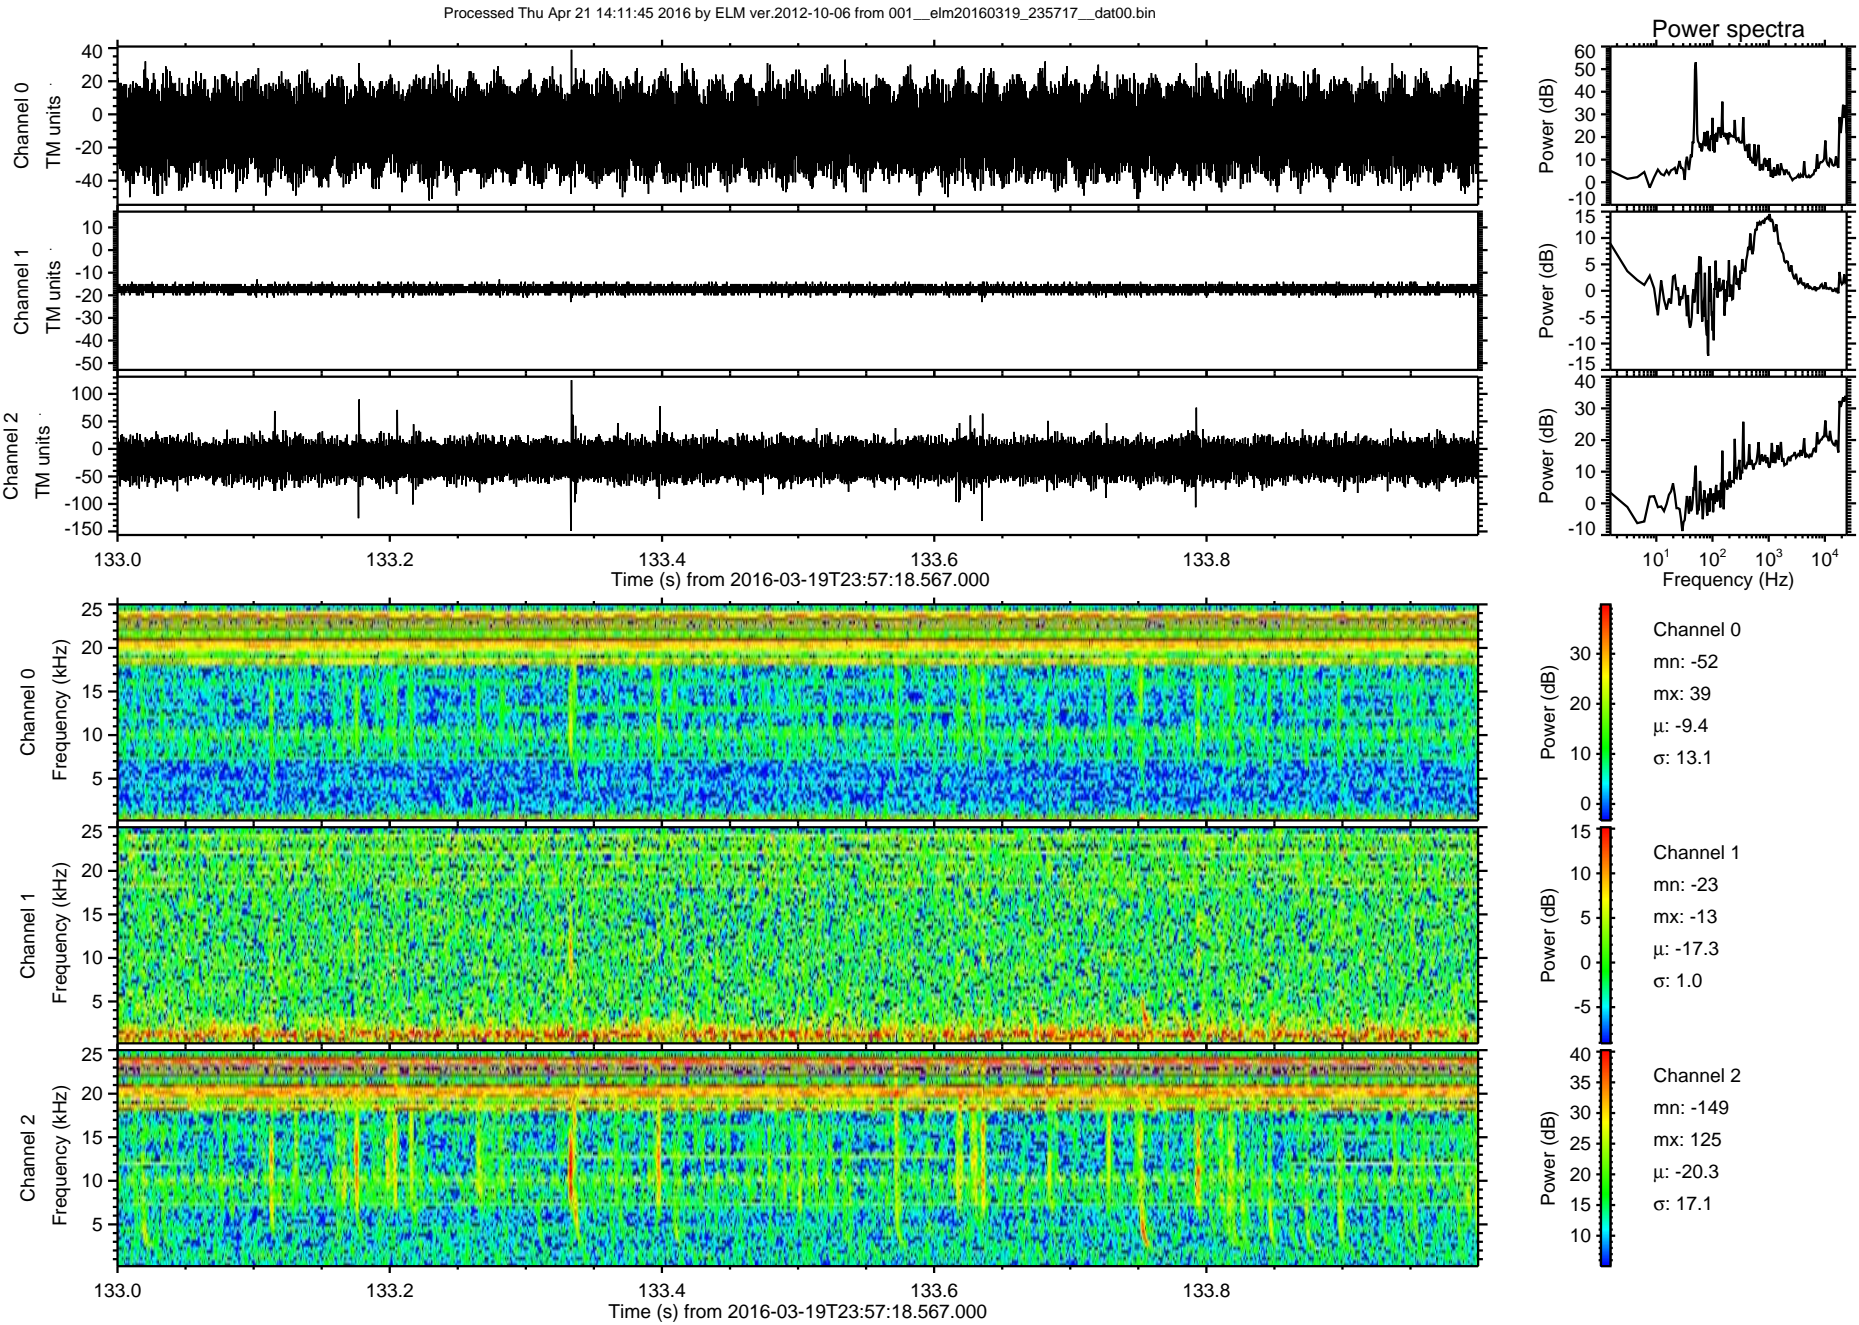 Processed Thu Apr 21 14:11:45 2016 by ELM ver.2012-10-06 from 001__elm20160319_235717__dat00.bin
Power spectra
Channel 0
TM units
40
20
0
-20
-40
Power (dB)
60
50
40
30
20
10
0
-10
Channel 1
TM units
10
0
-10
-20
-30
-40
-50
Power (dB)
15
10
5
0
-5
-10
-15
Channel 2
TM units
100
50
0
-50
-100
-150
Power (dB)
40
30
20
10
0
-10
133.0 133.2 133.4 133.6 133.8
Time (s) from 2016-03-19T23:57:18.567.000
10¹ 10² 10³ 10⁴
Frequency (Hz)
Channel 0
Frequency (kHz)
25
20
15
10
5
Power (dB)
30
20
10
0
Channel 0
mn: -52
mx: 39
μ: -9.4
σ: 13.1
Channel 1
Frequency (kHz)
25
20
15
10
5
Power (dB)
15
10
5
0
-5
Channel 1
mn: -23
mx: -13
μ: -17.3
σ: 1.0
Channel 2
Frequency (kHz)
25
20
15
10
5
Power (dB)
40
35
30
25
20
15
10
Channel 2
mn: -149
mx: 125
μ: -20.3
σ: 17.1
133.0 133.2 133.4 133.6 133.8
Time (s) from 2016-03-19T23:57:18.567.000